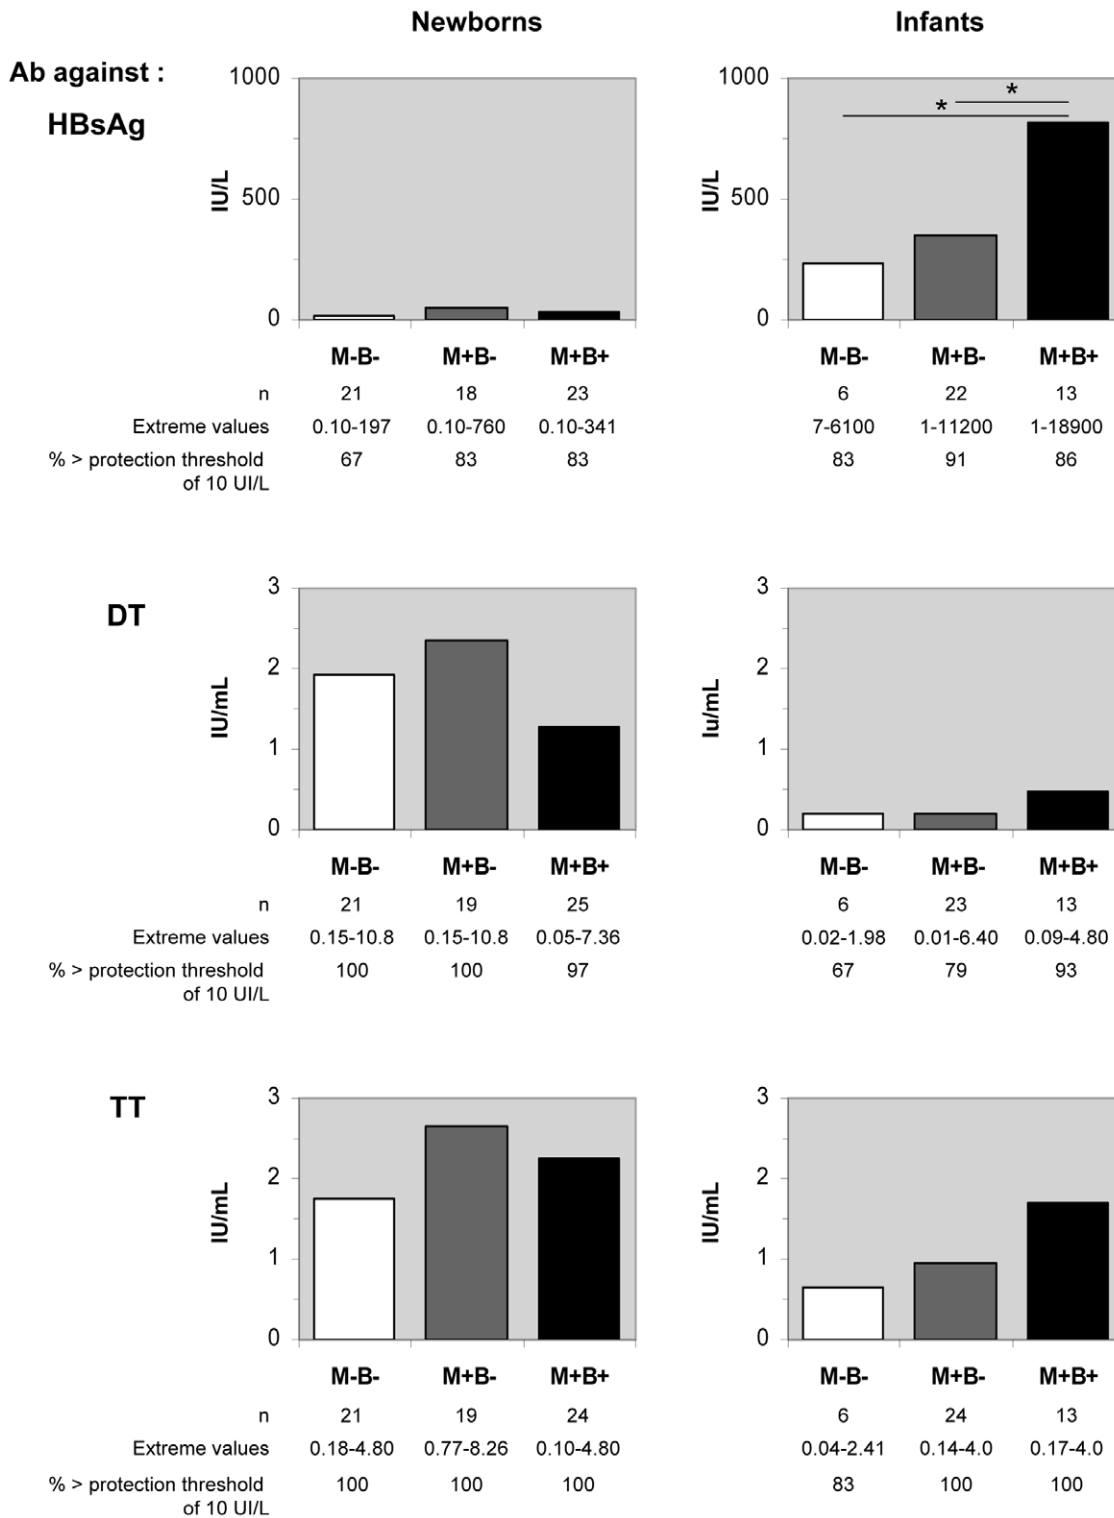 Newborns Infants
Ab against :
HBsAg
1000 1000
* *
IU/L 500 IU/L 500
0 0
M-B- M+B- M+B+ M-B- M+B- M+B+
n 21 18 23 6 22 13
Extreme values 0.10-197 0.10-760 0.10-341 7-6100 1-11200 1-18900
% > protection threshold 67 83 83 83 91 86
of 10 UI/L
DT
3 3
2 2
IU/mL Iu/mL
1 1
0 0
M-B- M+B- M+B+ M-B- M+B- M+B+
n 21 19 25 6 23 13
Extreme values 0.15-10.8 0.15-10.8 0.05-7.36 0.02-1.98 0.01-6.40 0.09-4.80
% > protection threshold 100 100 97 67 79 93
of 10 UI/L
TT
3 3
2 2
IU/mL IU/mL
1 1
0 0
M-B- M+B- M+B+ M-B- M+B- M+B+
n 21 19 24 6 24 13
Extreme values 0.18-4.80 0.77-8.26 0.10-4.80 0.04-2.41 0.14-4.0 0.17-4.0
% > protection threshold 100 100 100 83 100 100
of 10 UI/L